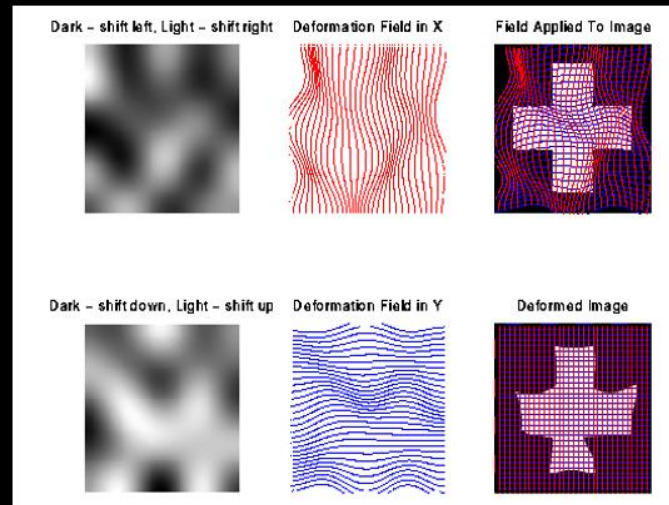 Dark – shift left, Light – shift right
Deformation Field in X
Field Applied To Image
Dark – shift down, Light – shift up
Deformation Field in Y
Deformed Image